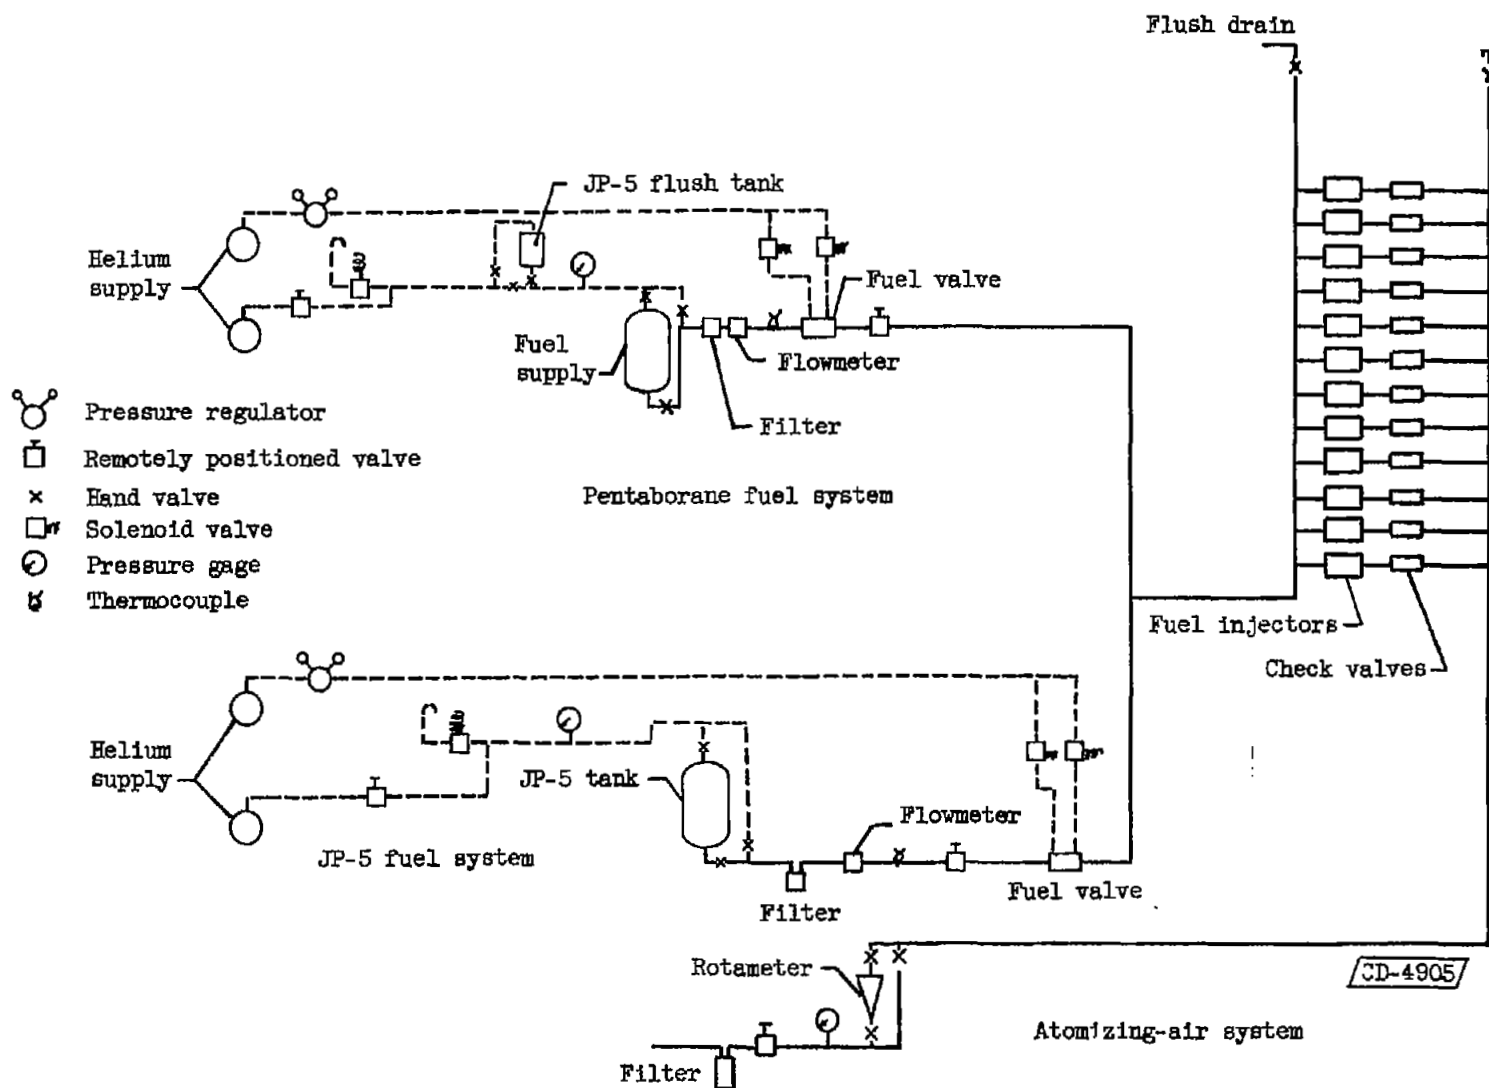 Flush drain
JP-5 flush tank
Helium
supply
Fuel valve
Fuel
supply
Flowmeter
Filter
Pressure regulator
Remotely positioned valve
Hand valve
Solenoid valve
Pressure gage
Thermocouple
Pentaborane fuel system
Fuel injectors
Check valves
Helium
supply
JP-5 tank
Flowmeter
JP-5 fuel system
Fuel valve
Filter
Rotameter
CD-4905
Atomizing-air system
Filter